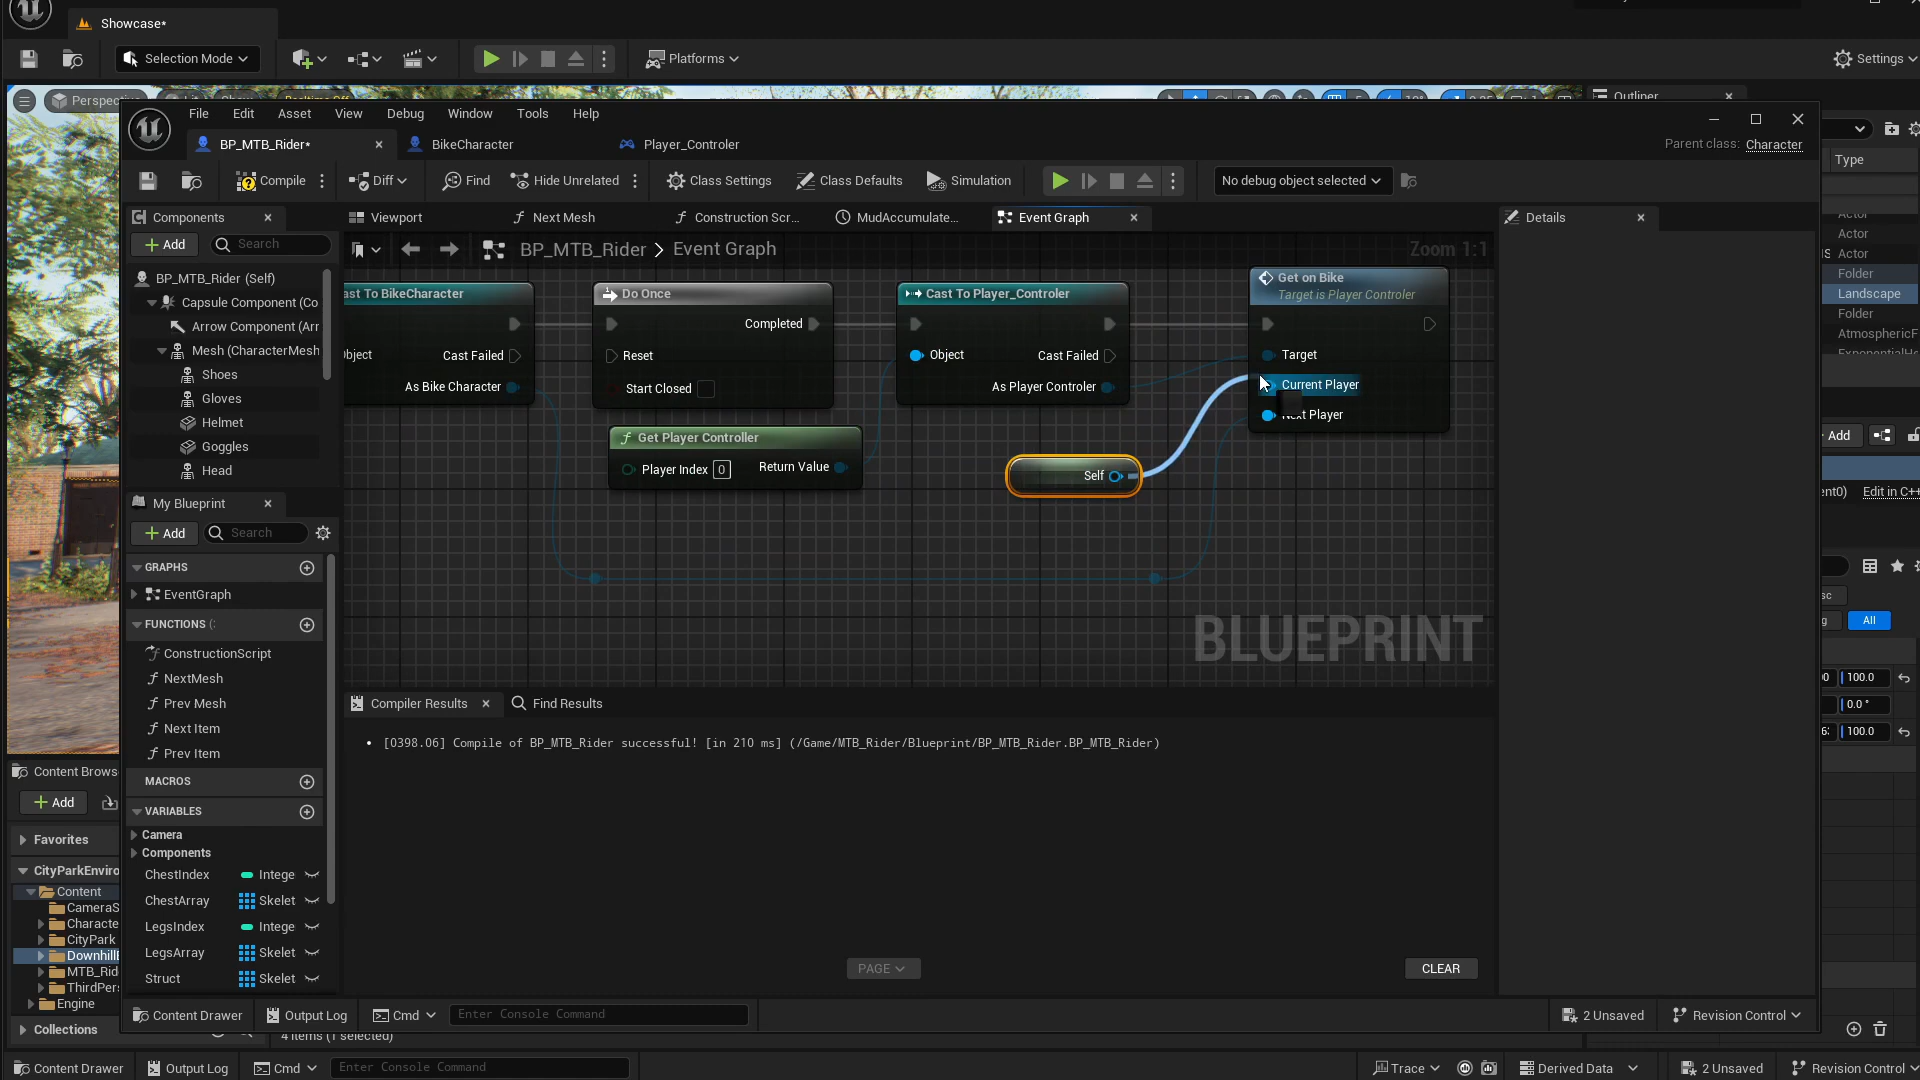 Showcase*
Selection Mode
Platforms
Settings
Perspec
Outliner
File Edit Asset View Debug Window Tools Help
BP_MTB_Rider*
BikeCharacter
Player_Controler
Parent class: Character
Type
Compile
Diff
Find
Hide Unrelated
Class Settings
Class Defaults
Simulation
No debug object selected
Components
Viewport
Next Mesh
Construction Scr...
MudAccumulate...
Event Graph
Details
Add
Search
BP_MTB_Rider > Event Graph
Zoom 1:1
Actor
Actor
Actor
Folder
Landscape
Folder
AtmosphericF
ExponentialHe
BP_MTB_Rider (Self)
Capsule Component (Co
Arrow Component (Arr
Mesh (CharacterMesh
Shoes
Gloves
Helmet
Goggles
Head
ast To BikeCharacter
Object
Cast Failed
As Bike Character
Do Once
Completed
Reset
Start Closed
Cast To Player_Controler
Object
Cast Failed
As Player Controler
Get on Bike
Target is Player Controler
Target
Current Player
Next Player
Get Player Controller
Player Index 0
Return Value
Self
BLUEPRINT
Add
ent0)
Edit in C++
My Blueprint
Add
Search
GRAPHS
EventGraph
FUNCTIONS (
ConstructionScript
NextMesh
Prev Mesh
Next Item
Prev Item
MACROS
VARIABLES
Camera
Components
ChestIndex Intege
ChestArray Skelet
LegsIndex Intege
LegsArray Skelet
Struct Skelet
sc
All
100.0
0.0 °
100.0
Compiler Results
Find Results
[0398.06] Compile of BP_MTB_Rider successful! [in 210 ms] (/Game/MTB_Rider/Blueprint/BP_MTB_Rider.BP_MTB_Rider)
PAGE
CLEAR
Content Brows
Add
Favorites
CityParkEnviro
Content
CameraS
Characte
CityPark
Downhill
MTB_Rid
ThirdPers
Engine
Collections
Content Drawer
Output Log
Cmd
Enter Console Command
2 Unsaved
Revision Control
4 items (1 selected)
Content Drawer
Output Log
Cmd
Enter Console Command
Trace
Derived Data
2 Unsaved
Revision Control